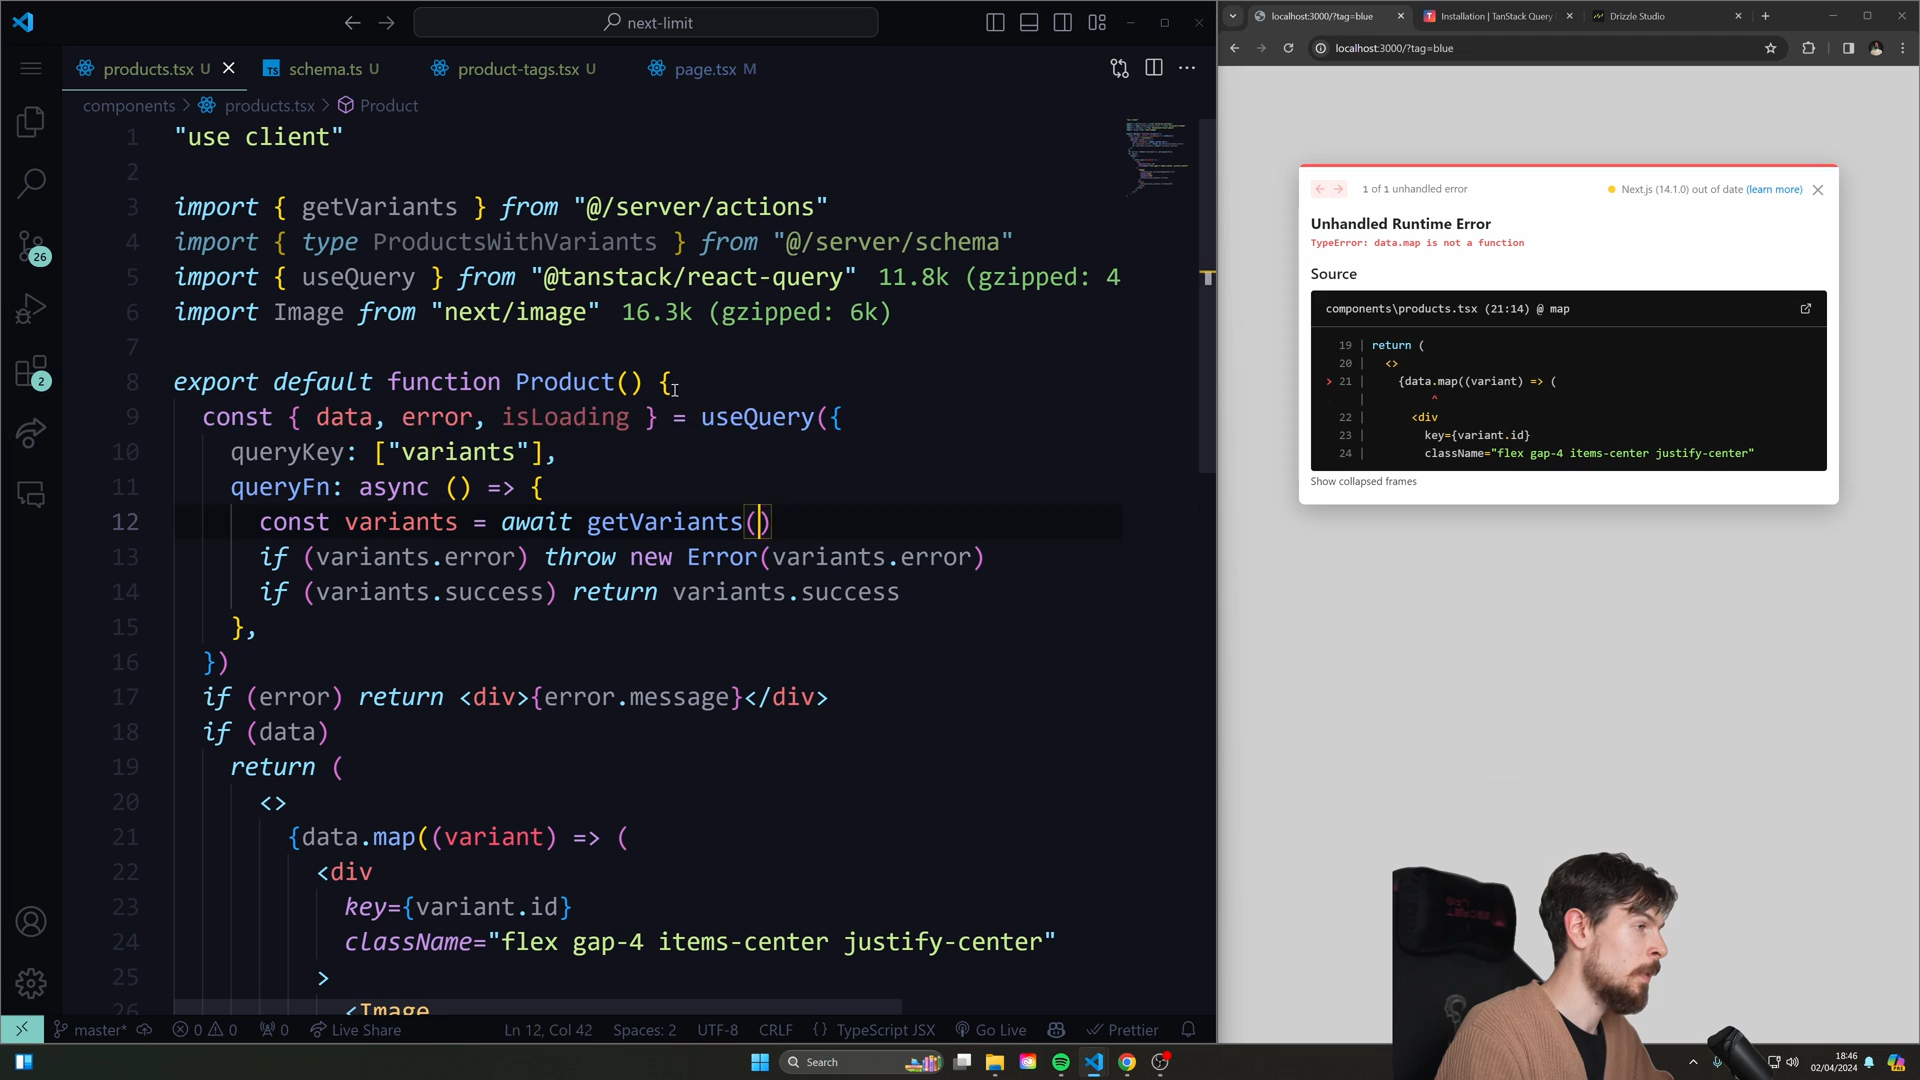 next-limit
products.tsx U
schema.ts U
product-tags.tsx U
page.tsx M
components > products.tsx > Product
1 "use client"
2
3 import { getVariants } from "@/server/actions"
4 import { type ProductsWithVariants } from "@/server/schema"
5 import { useQuery } from "@tanstack/react-query" 11.8k (gzipped: 4
6 import Image from "next/image" 16.3k (gzipped: 6k)
7
8 export default function Product() {
9 const { data, error, isLoading } = useQuery({
10 queryKey: ["variants"],
11 queryFn: async () => {
12 const variants = await getVariants()
13 if (variants.error) throw new Error(variants.error)
14 if (variants.success) return variants.success
15 },
16 })
17 if (error) return <div>{error.message}</div>
18 if (data)
19 return (
20 <>
21 {data.map((variant) => (
22 <div
23 key={variant.id}
24 className="flex gap-4 items-center justify-center"
25 >
26 <Image
26
2
master* 0 0 0 Live Share Ln 12, Col 42 Spaces: 2 UTF-8 CRLF {} TypeScript JSX Go Live Prettier
localhost:3000/?tag=blue
Installation | TanStack Query
Drizzle Studio
localhost:3000/?tag=blue
1 of 1 unhandled error
Next.js (14.1.0) out of date (learn more)
Unhandled Runtime Error
TypeError: data.map is not a function
Source
components\products.tsx (21:14) @ map
19 | return (
20 | <>
> 21 | {data.map((variant) => (
| ^
22 | <div
23 | key={variant.id}
24 | className="flex gap-4 items-center justify-center"
Show collapsed frames
Search
18:46
02/04/2024